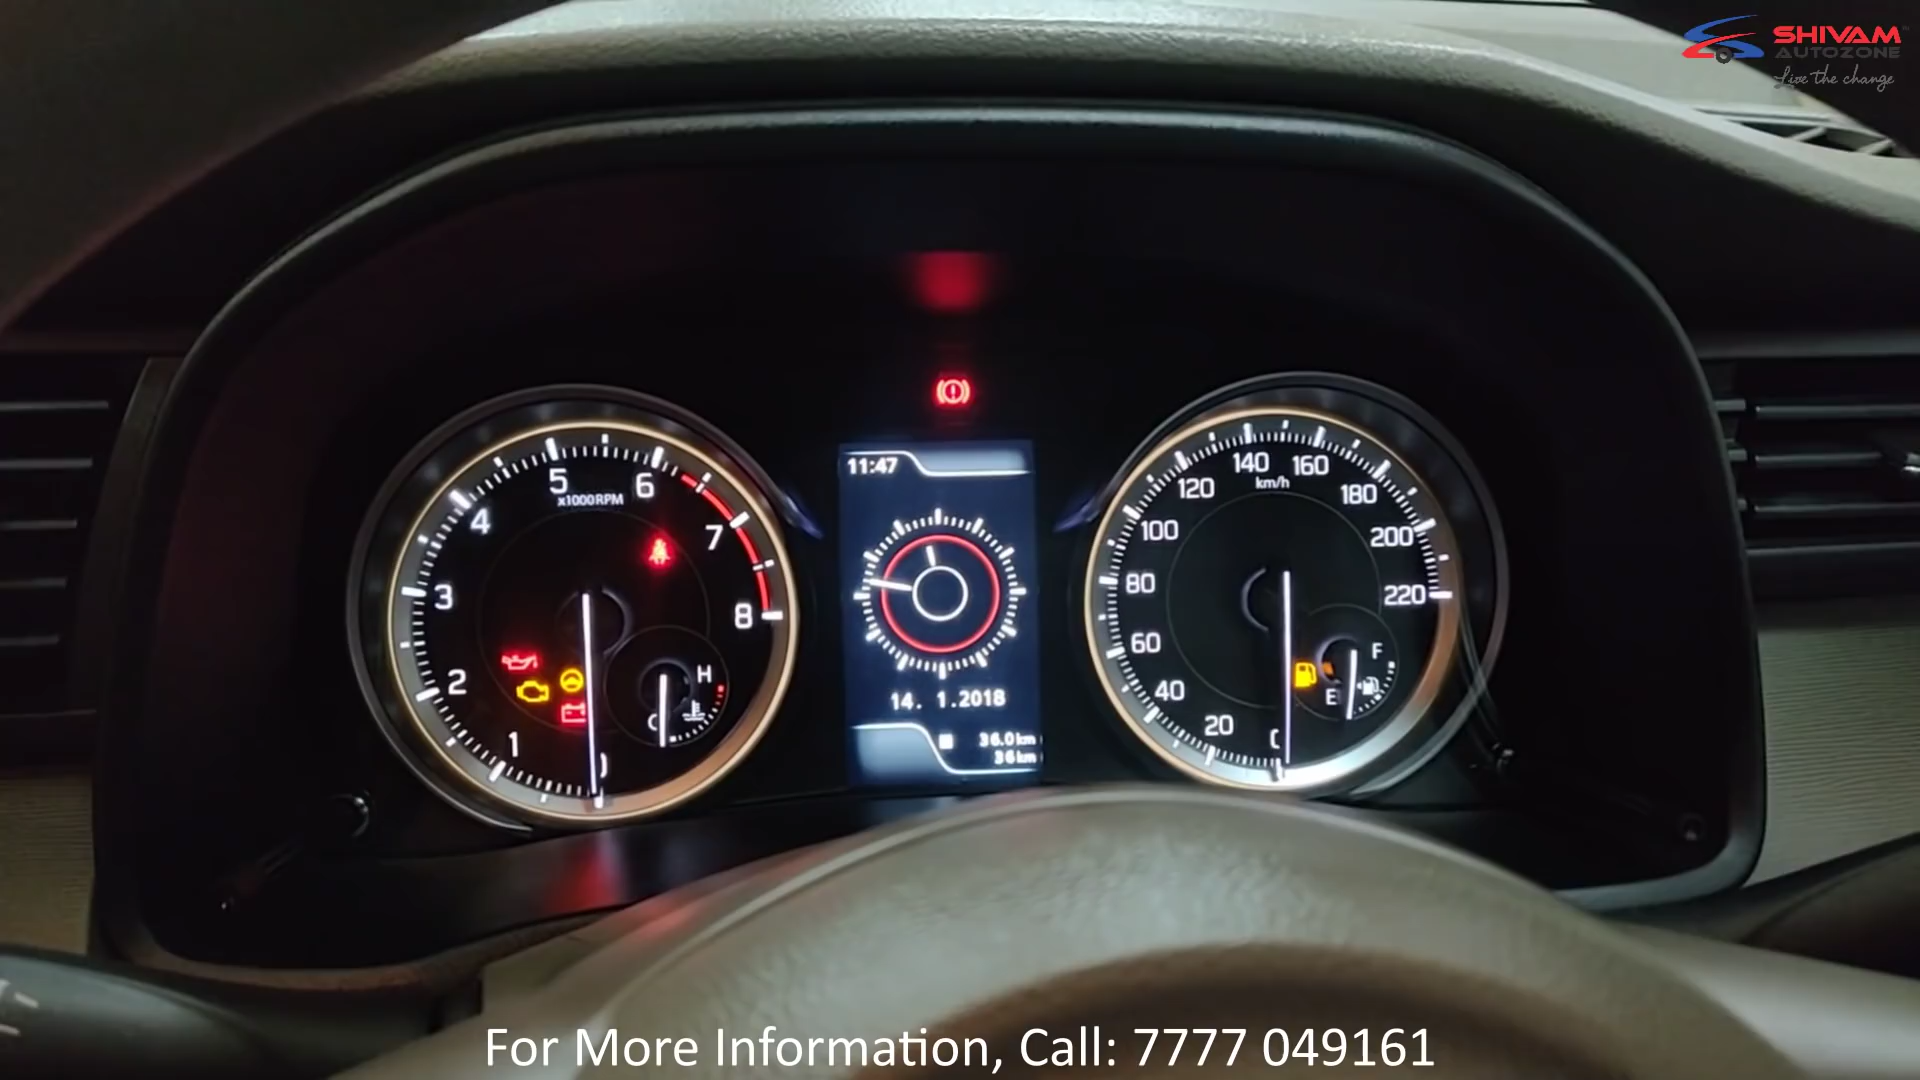 SHIVAM
AUTOZONE
Live the change
5
6
x1000RPM
4
7
3
8
2
H
C
1
0
11:47
14. 1.2018
36.0km
36km
140
160
km/h
120
180
100
200
80
220
60
F
40
E
20
For More Information, Call: 7777 049161